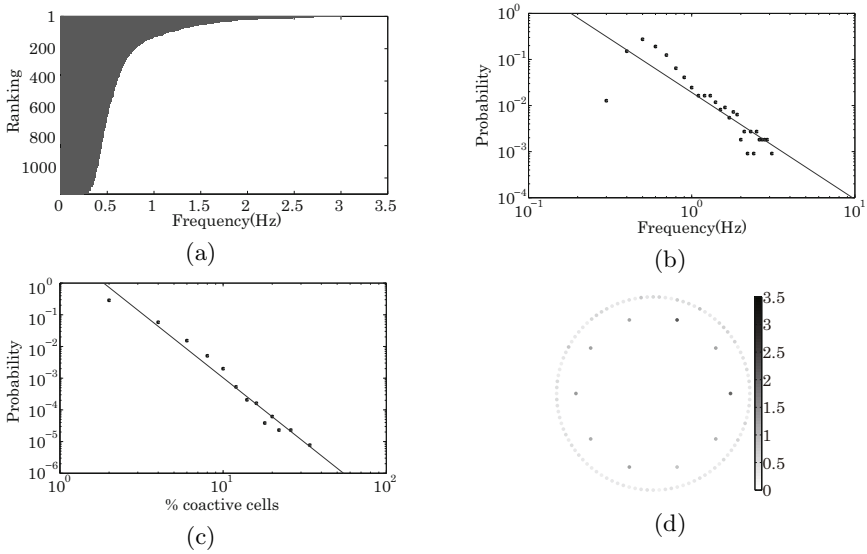 1
200
400
600
800
1000
Ranking
0 0.5 1 1.5 2 2.5 3 3.5
Frequency(Hz)
(a)
10^0
10^-1
10^-2
10^-3
10^-4
Probability
10^-1 10^0 10^1
Frequency(Hz)
(b)
10^0
10^-1
10^-2
10^-3
10^-4
10^-5
10^-6
Probability
10^0 10^1 10^2
% coactive cells
(c)
3.5
3
2.5
2
1.5
1
0.5
0
(d)